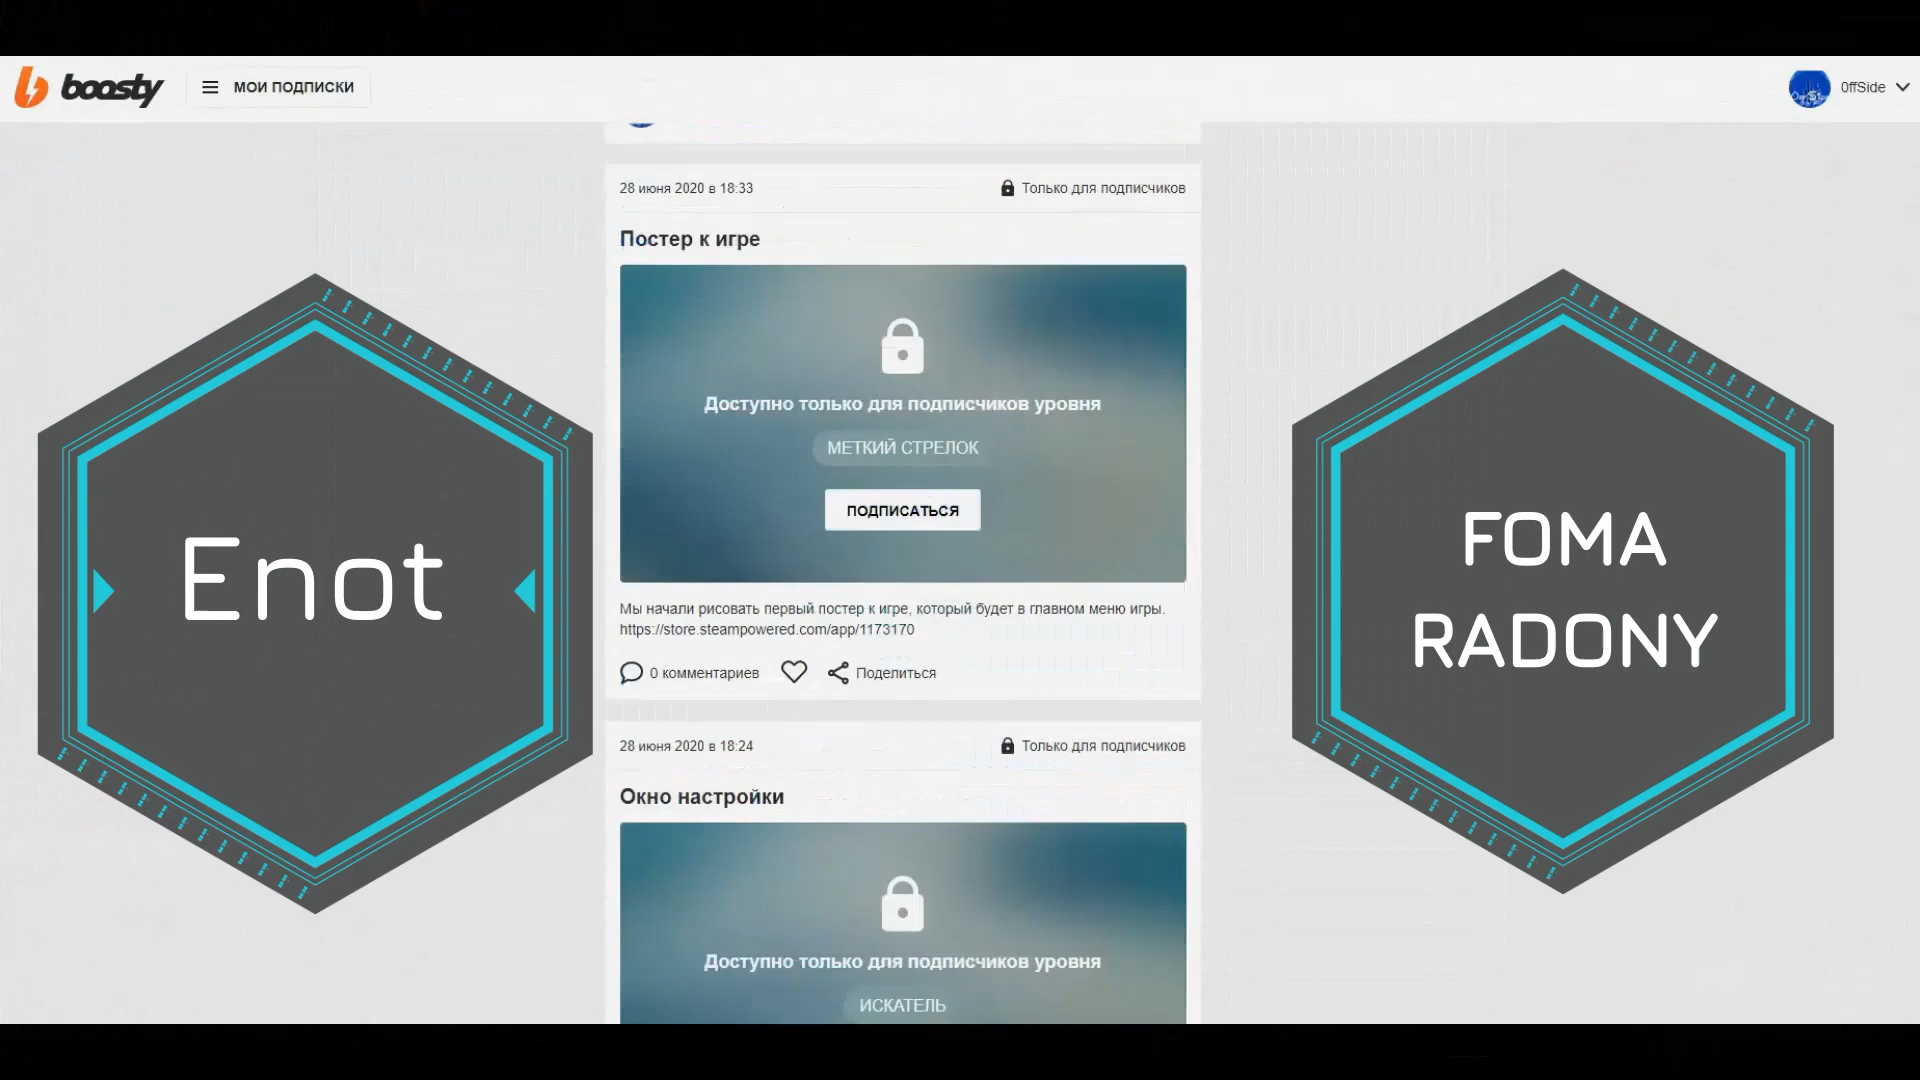 boosty
МОИ ПОДПИСКИ
0ffSide
28 июня 2020 в 18:33
Только для подписчиков
Постер к игре
Доступно только для подписчиков уровня
МЕТКИЙ СТРЕЛОК
ПОДПИСАТЬСЯ
Мы начали рисовать первый постер к игре, который будет в главном меню игры.
https://store.steampowered.com/app/1173170
0 комментариев
Поделиться
28 июня 2020 в 18:24
Только для подписчиков
Окно настройки
Доступно только для подписчиков уровня
ИСКАТЕЛЬ
Enot
FOMA
RADONY